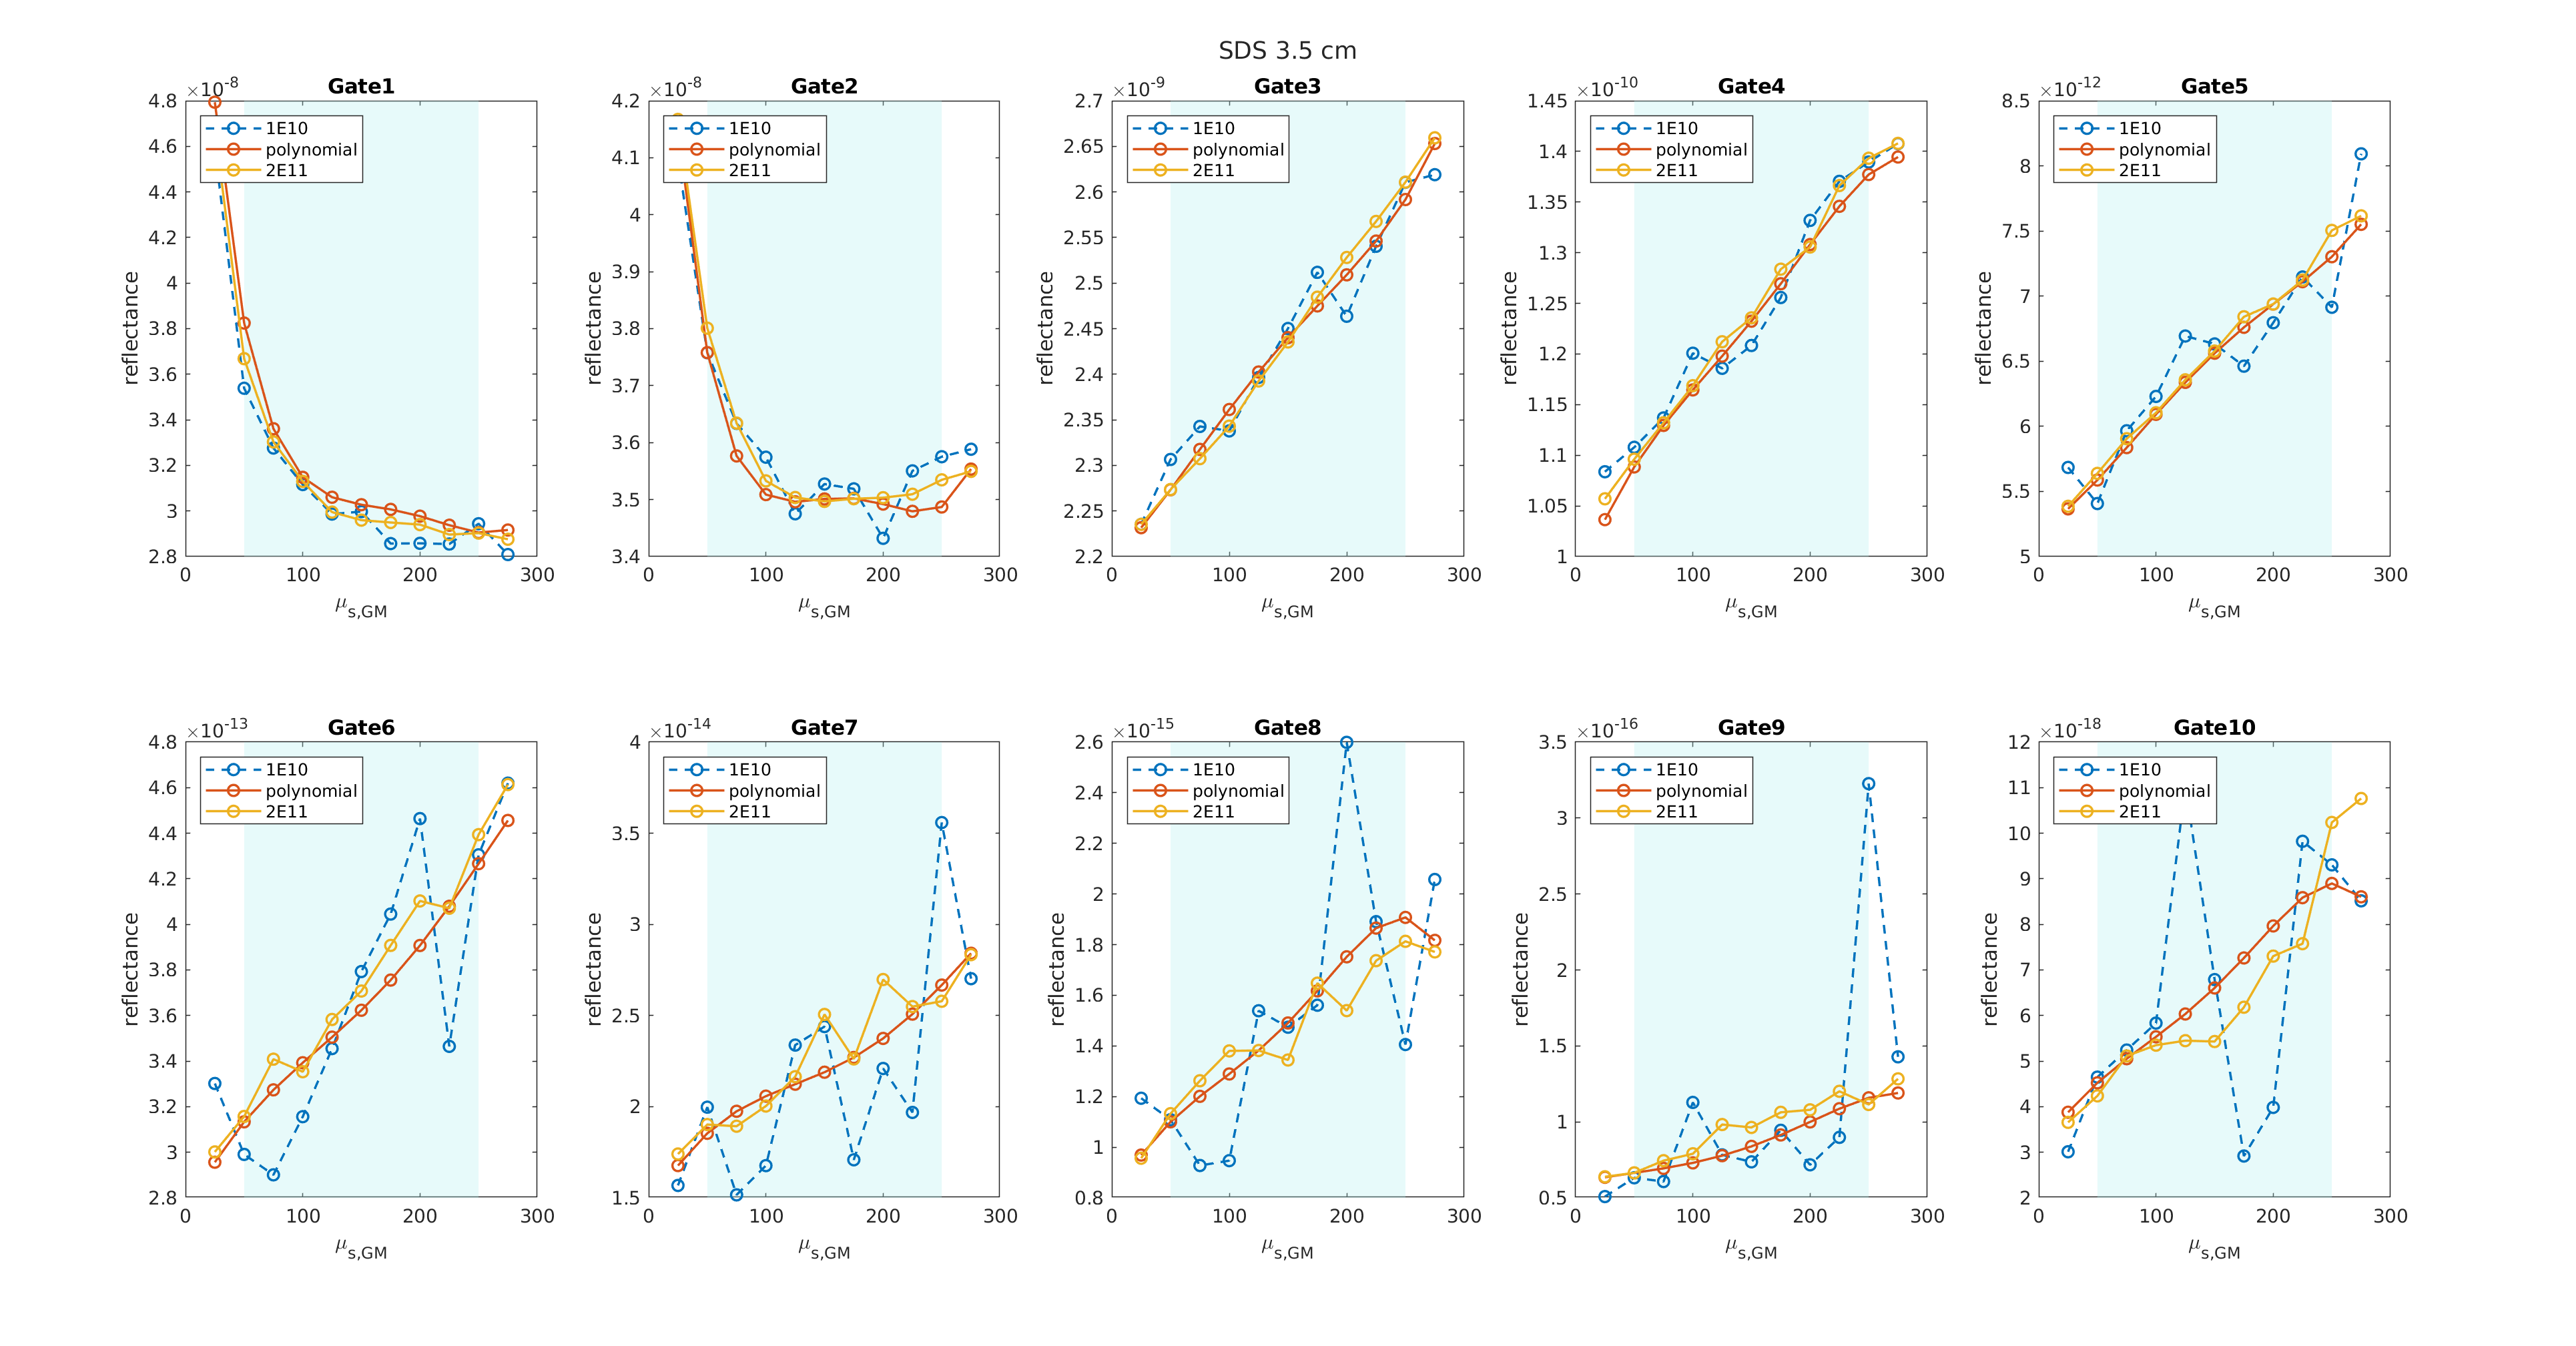 SDS 3.5 cm
Gate1
×10-8
4.8
4.6
4.4
4.2
4
3.8
3.6
3.4
3.2
3
2.8
0 100 200 300
reflectance
μs,GM
1E10
polynomial
2E11
Gate2
×10-8
4.2
4.1
4
3.9
3.8
3.7
3.6
3.5
3.4
0 100 200 300
reflectance
μs,GM
1E10
polynomial
2E11
Gate3
×10-9
2.7
2.65
2.6
2.55
2.5
2.45
2.4
2.35
2.3
2.25
2.2
0 100 200 300
reflectance
μs,GM
1E10
polynomial
2E11
Gate4
×10-10
1.45
1.4
1.35
1.3
1.25
1.2
1.15
1.1
1.05
1
0 100 200 300
reflectance
μs,GM
1E10
polynomial
2E11
Gate5
×10-12
8.5
8
7.5
7
6.5
6
5.5
5
0 100 200 300
reflectance
μs,GM
1E10
polynomial
2E11
Gate6
×10-13
4.8
4.6
4.4
4.2
4
3.8
3.6
3.4
3.2
3
2.8
0 100 200 300
reflectance
μs,GM
1E10
polynomial
2E11
Gate7
×10-14
4
3.5
3
2.5
2
1.5
0 100 200 300
reflectance
μs,GM
1E10
polynomial
2E11
Gate8
×10-15
2.6
2.4
2.2
2
1.8
1.6
1.4
1.2
1
0.8
0 100 200 300
reflectance
μs,GM
1E10
polynomial
2E11
Gate9
×10-16
3.5
3
2.5
2
1.5
1
0.5
0 100 200 300
reflectance
μs,GM
1E10
polynomial
2E11
Gate10
×10-18
12
11
10
9
8
7
6
5
4
3
2
0 100 200 300
reflectance
μs,GM
1E10
polynomial
2E11